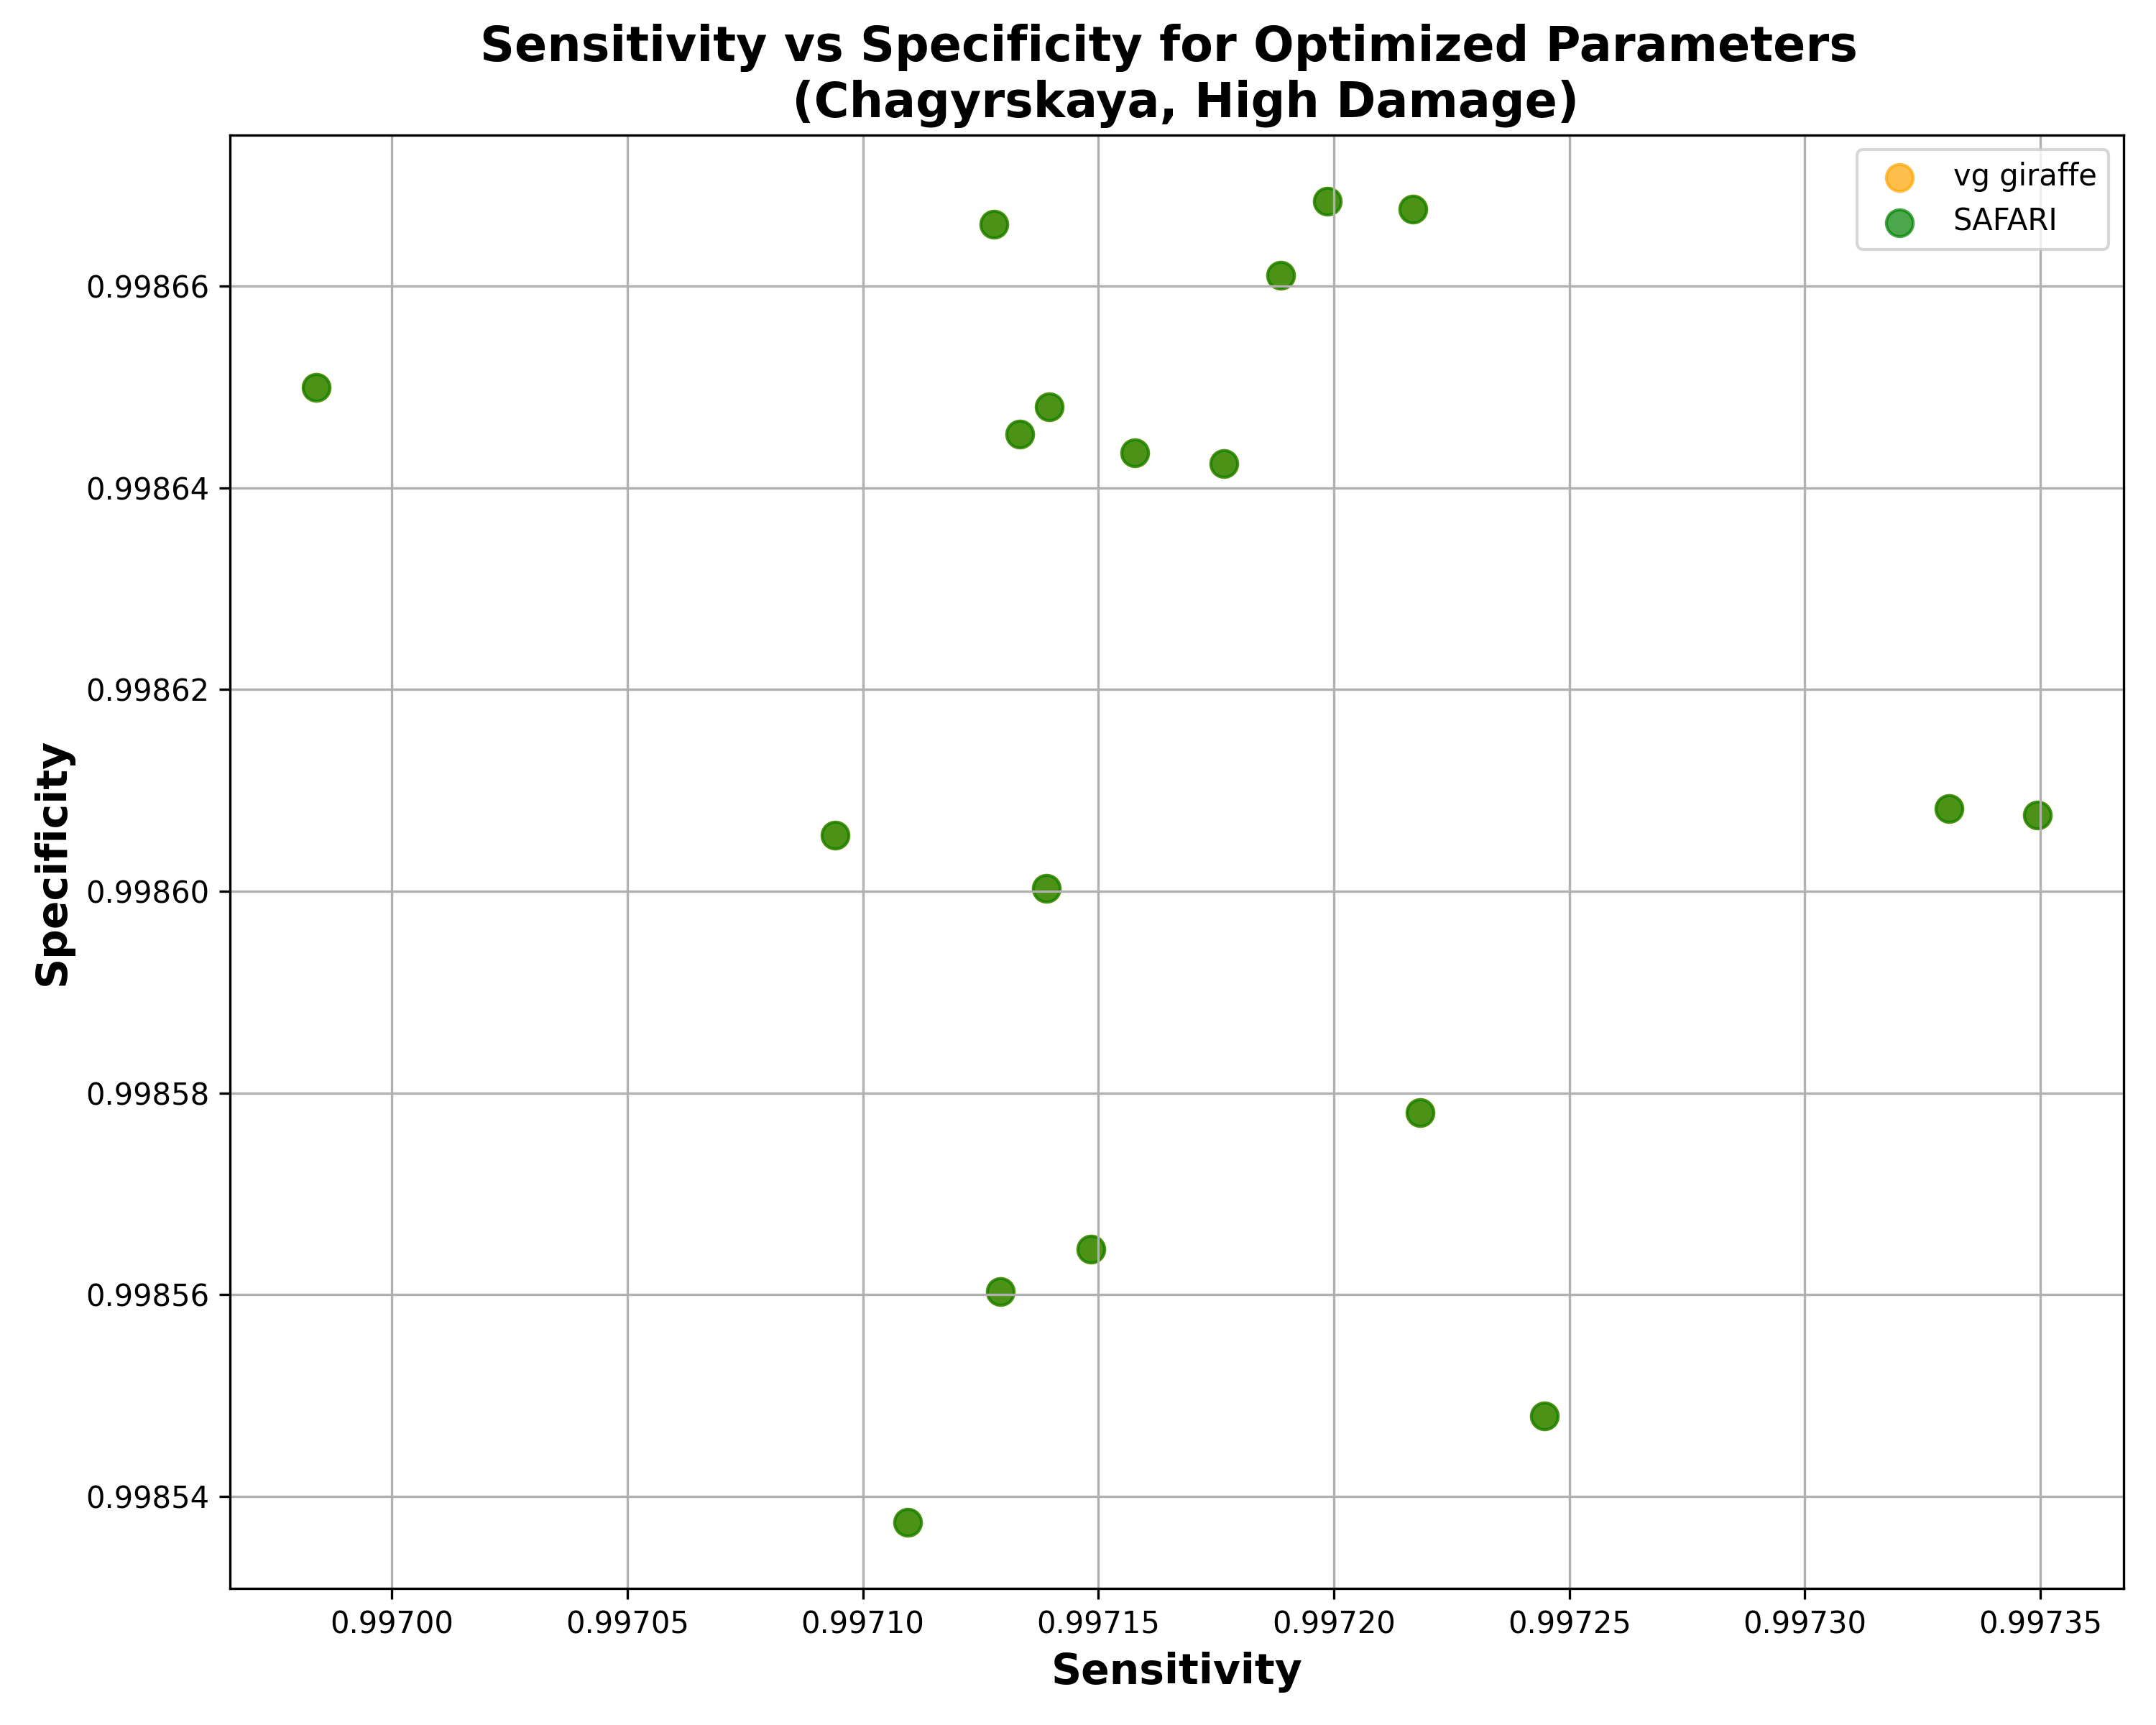 Sensitivity vs Specificity for Optimized Parameters
(Chagyrskaya, High Damage)
vg giraffe
SAFARI
Specificity
0.99866
0.99864
0.99862
0.99860
0.99858
0.99856
0.99854
0.99700 0.99705 0.99710 0.99715 0.99720 0.99725 0.99730 0.99735
Sensitivity